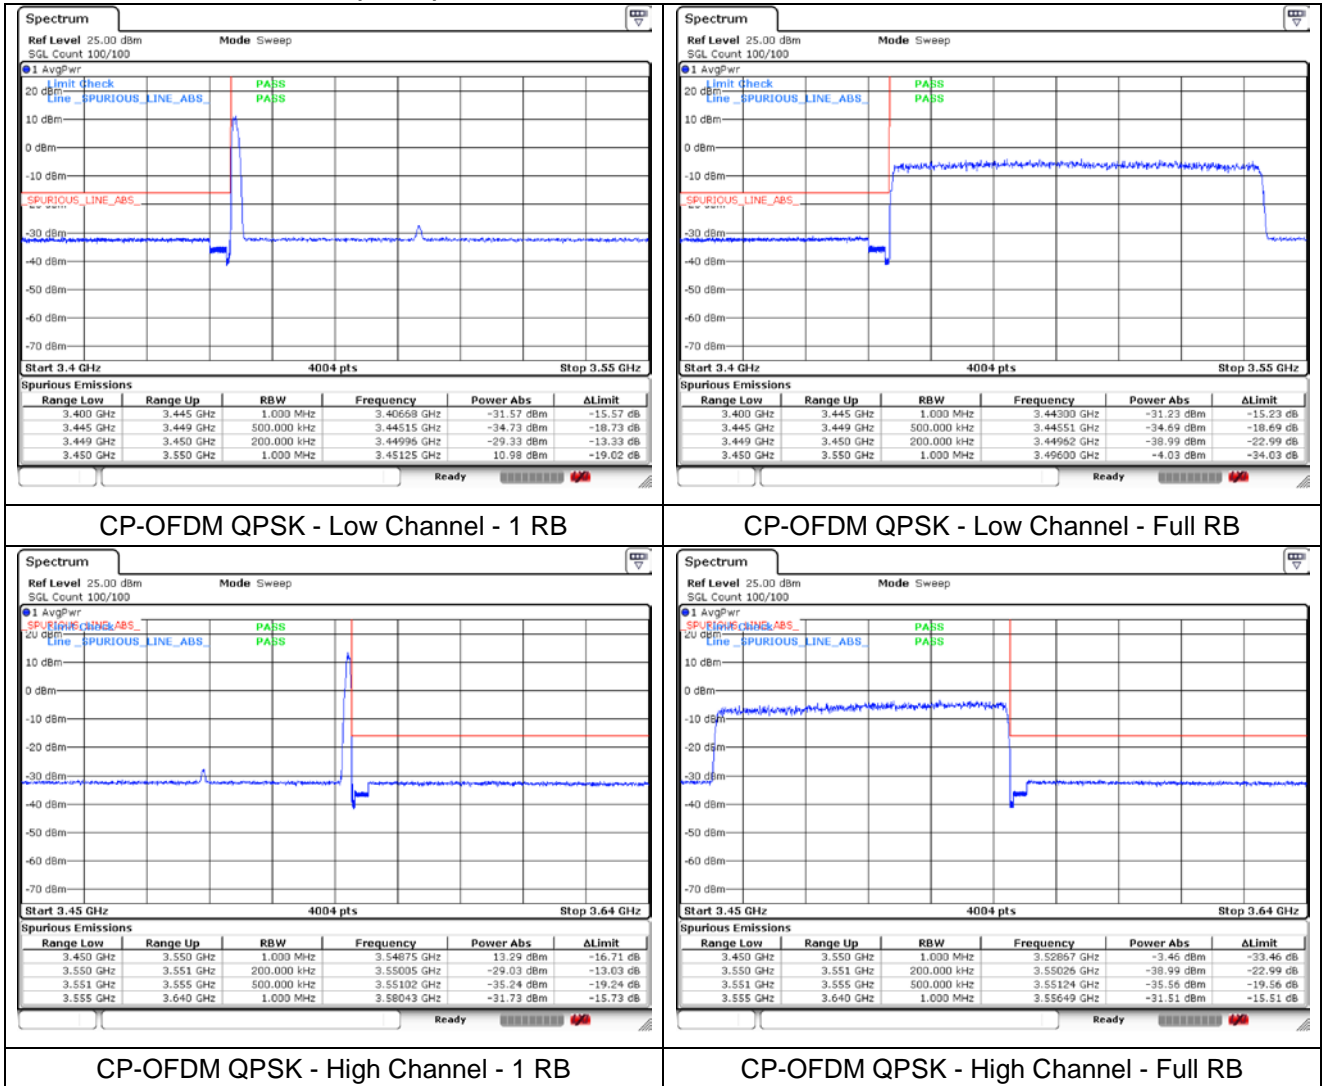 Spectrum
Ref Level 25.00 dBm Mode Sweep
SGL Count 100/100
1 AvgPwr
Limit Check PASS
20 dBm
Line _SPURIOUS_LINE_ABS_ PASS
10 dBm
0 dBm
-10 dBm
_SPURIOUS_LINE_ABS_
-20 dBm
-30 dBm
-40 dBm
-50 dBm
-60 dBm
-70 dBm
Start 3.4 GHz 4004 pts Stop 3.55 GHz
Spurious Emissions
Range Low Range Up RBW Frequency Power Abs ΔLimit
3.400 GHz 3.445 GHz 1.000 MHz 3.40668 GHz -31.57 dBm -15.57 dB
3.445 GHz 3.449 GHz 500.000 kHz 3.44515 GHz -34.73 dBm -18.73 dB
3.449 GHz 3.450 GHz 200.000 kHz 3.44996 GHz -29.33 dBm -13.33 dB
3.450 GHz 3.550 GHz 1.000 MHz 3.45125 GHz 10.98 dBm -19.02 dB
Ready
CP-OFDM QPSK - Low Channel - 1 RB
Spectrum
Ref Level 25.00 dBm Mode Sweep
SGL Count 100/100
1 AvgPwr
Limit Check PASS
20 dBm
Line _SPURIOUS_LINE_ABS_ PASS
10 dBm
0 dBm
-10 dBm
_SPURIOUS_LINE_ABS_
-20 dBm
-30 dBm
-40 dBm
-50 dBm
-60 dBm
-70 dBm
Start 3.4 GHz 4004 pts Stop 3.55 GHz
Spurious Emissions
Range Low Range Up RBW Frequency Power Abs ΔLimit
3.400 GHz 3.445 GHz 1.000 MHz 3.44300 GHz -31.23 dBm -15.23 dB
3.445 GHz 3.449 GHz 500.000 kHz 3.44551 GHz -34.69 dBm -18.69 dB
3.449 GHz 3.450 GHz 200.000 kHz 3.44962 GHz -38.99 dBm -22.99 dB
3.450 GHz 3.550 GHz 1.000 MHz 3.49600 GHz -4.03 dBm -34.03 dB
Ready
CP-OFDM QPSK - Low Channel - Full RB
Spectrum
Ref Level 25.00 dBm Mode Sweep
SGL Count 100/100
1 AvgPwr
_SPURIOUS_LINE_ABS_
Limit Check PASS
20 dBm
Line _SPURIOUS_LINE_ABS_ PASS
10 dBm
0 dBm
-10 dBm
-20 dBm
-30 dBm
-40 dBm
-50 dBm
-60 dBm
-70 dBm
Start 3.45 GHz 4004 pts Stop 3.64 GHz
Spurious Emissions
Range Low Range Up RBW Frequency Power Abs ΔLimit
3.450 GHz 3.550 GHz 1.000 MHz 3.54875 GHz 13.29 dBm -16.71 dB
3.550 GHz 3.551 GHz 200.000 kHz 3.55005 GHz -29.03 dBm -13.03 dB
3.551 GHz 3.555 GHz 500.000 kHz 3.55102 GHz -35.24 dBm -19.24 dB
3.555 GHz 3.640 GHz 1.000 MHz 3.58043 GHz -31.73 dBm -15.73 dB
Ready
CP-OFDM QPSK - High Channel - 1 RB
Spectrum
Ref Level 25.00 dBm Mode Sweep
SGL Count 100/100
1 AvgPwr
_SPURIOUS_LINE_ABS_
Limit Check PASS
20 dBm
Line _SPURIOUS_LINE_ABS_ PASS
10 dBm
0 dBm
-10 dBm
-20 dBm
-30 dBm
-40 dBm
-50 dBm
-60 dBm
-70 dBm
Start 3.45 GHz 4004 pts Stop 3.64 GHz
Spurious Emissions
Range Low Range Up RBW Frequency Power Abs ΔLimit
3.450 GHz 3.550 GHz 1.000 MHz 3.52867 GHz -3.46 dBm -33.46 dB
3.550 GHz 3.551 GHz 200.000 kHz 3.55026 GHz -38.99 dBm -22.99 dB
3.551 GHz 3.555 GHz 500.000 kHz 3.55124 GHz -35.56 dBm -19.56 dB
3.555 GHz 3.640 GHz 1.000 MHz 3.55649 GHz -31.51 dBm -15.51 dB
Ready
CP-OFDM QPSK - High Channel - Full RB